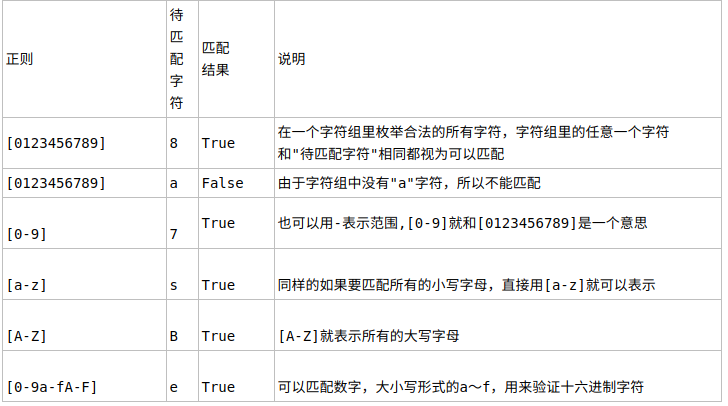 正则
待
匹
配
字
符
匹配
结果
说明
[0123456789]
8
True
在一个字符组里枚举合法的所有字符，字符组里的任意一个字符
和"待匹配字符"相同都视为可以匹配
[0123456789]
a
False
由于字符组中没有"a"字符，所以不能匹配
[0-9]
7
True
也可以用-表示范围,[0-9]就和[0123456789]是一个意思
[a-z]
s
True
同样的如果要匹配所有的小写字母，直接用[a-z]就可以表示
[A-Z]
B
True
[A-Z]就表示所有的大写字母
[0-9a-fA-F]
e
True
可以匹配数字，大小写形式的a～f，用来验证十六进制字符